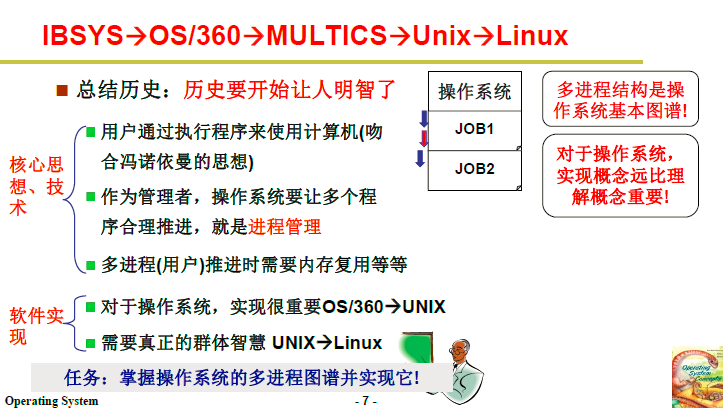 IBSYS→OS/360→MULTICS→Unix→Linux
■ 总结历史：历史要开始让人明智了
核心思
想、技
术
■ 用户通过执行程序来使用计算机(吻
合冯诺依曼的思想)
■ 作为管理者，操作系统要让多个程
序合理推进，就是进程管理
■ 多进程(用户)推进时需要内存复用等等
操作系统
JOB1
JOB2
多进程结构是操
作系统基本图谱!
对于操作系统，
实现概念远比理
解概念重要!
软件实
现
■ 对于操作系统，实现很重要OS/360→UNIX
■ 需要真正的群体智慧 UNIX→Linux
任务：掌握操作系统的多进程图谱并实现它!
Operating System
- 7 -
Operating
System
Concepts